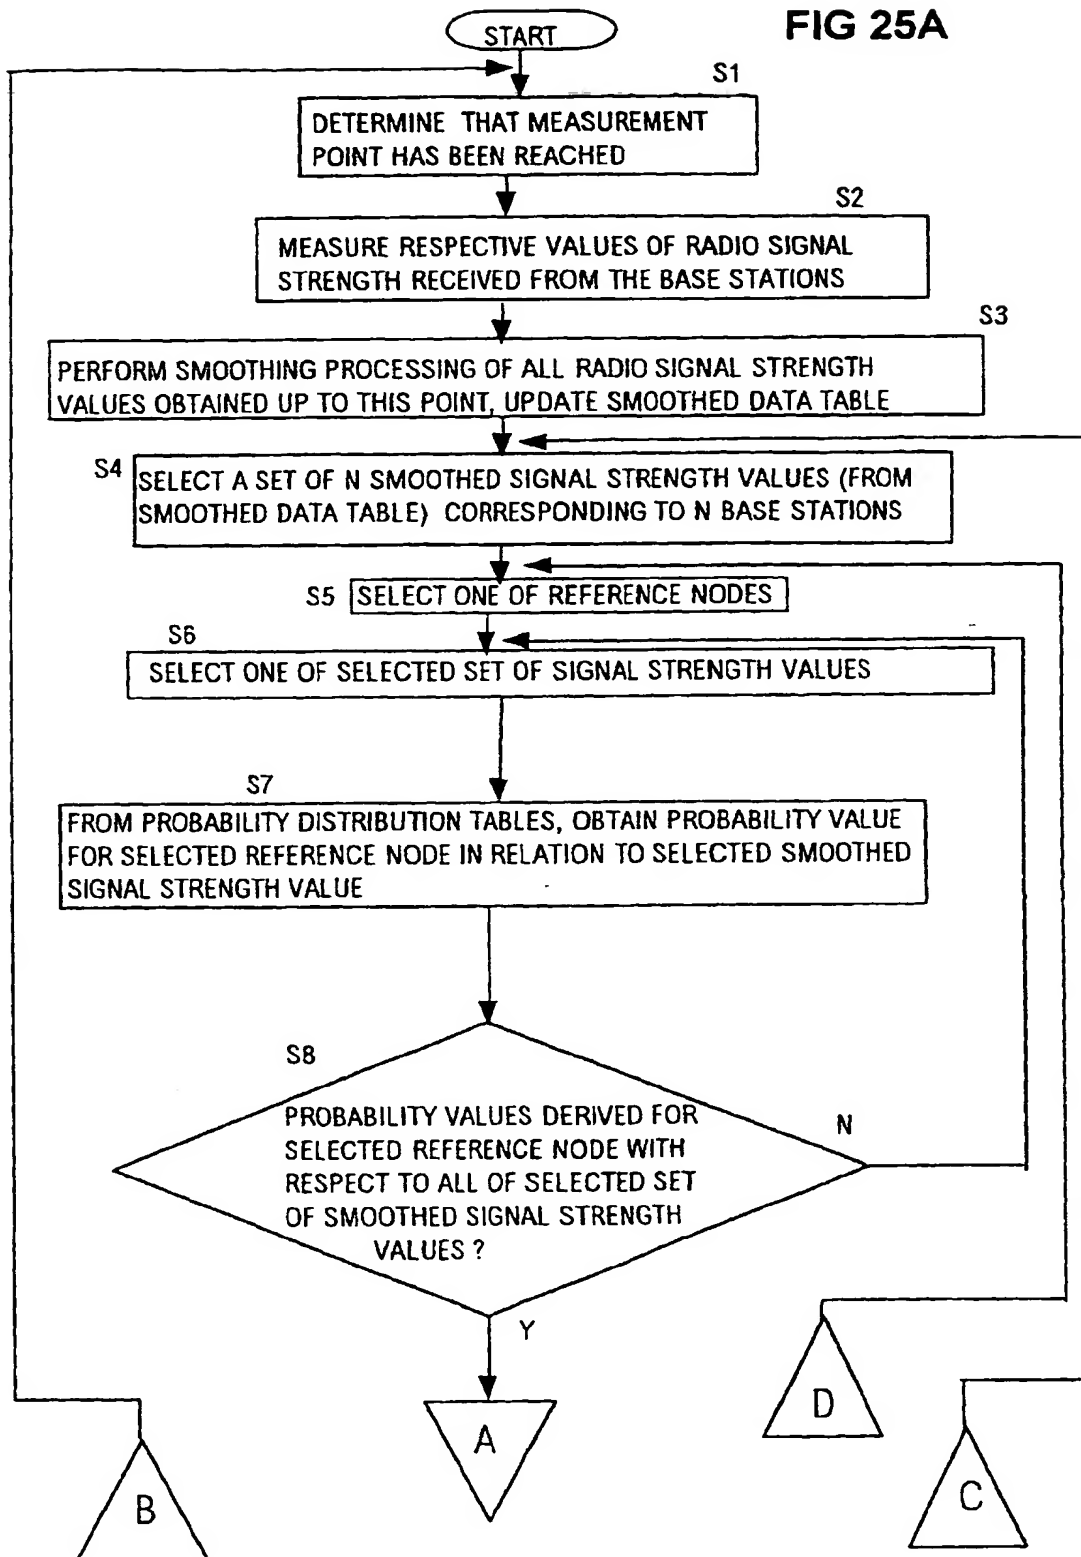 FIG 25A
START
S1
DETERMINE THAT MEASUREMENT
POINT HAS BEEN REACHED
S2
MEASURE RESPECTIVE VALUES OF RADIO SIGNAL
STRENGTH RECEIVED FROM THE BASE STATIONS
S3
PERFORM SMOOTHING PROCESSING OF ALL RADIO SIGNAL STRENGTH
VALUES OBTAINED UP TO THIS POINT, UPDATE SMOOTHED DATA TABLE
S4
SELECT A SET OF N SMOOTHED SIGNAL STRENGTH VALUES (FROM
SMOOTHED DATA TABLE) CORRESPONDING TO N BASE STATIONS
S5
SELECT ONE OF REFERENCE NODES
S6
SELECT ONE OF SELECTED SET OF SIGNAL STRENGTH VALUES
S7
FROM PROBABILITY DISTRIBUTION TABLES, OBTAIN PROBABILITY VALUE
FOR SELECTED REFERENCE NODE IN RELATION TO SELECTED SMOOTHED
SIGNAL STRENGTH VALUE
S8
PROBABILITY VALUES DERIVED FOR
SELECTED REFERENCE NODE WITH
RESPECT TO ALL OF SELECTED SET
OF SMOOTHED SIGNAL STRENGTH
VALUES ?
N
Y
A
D
B
C